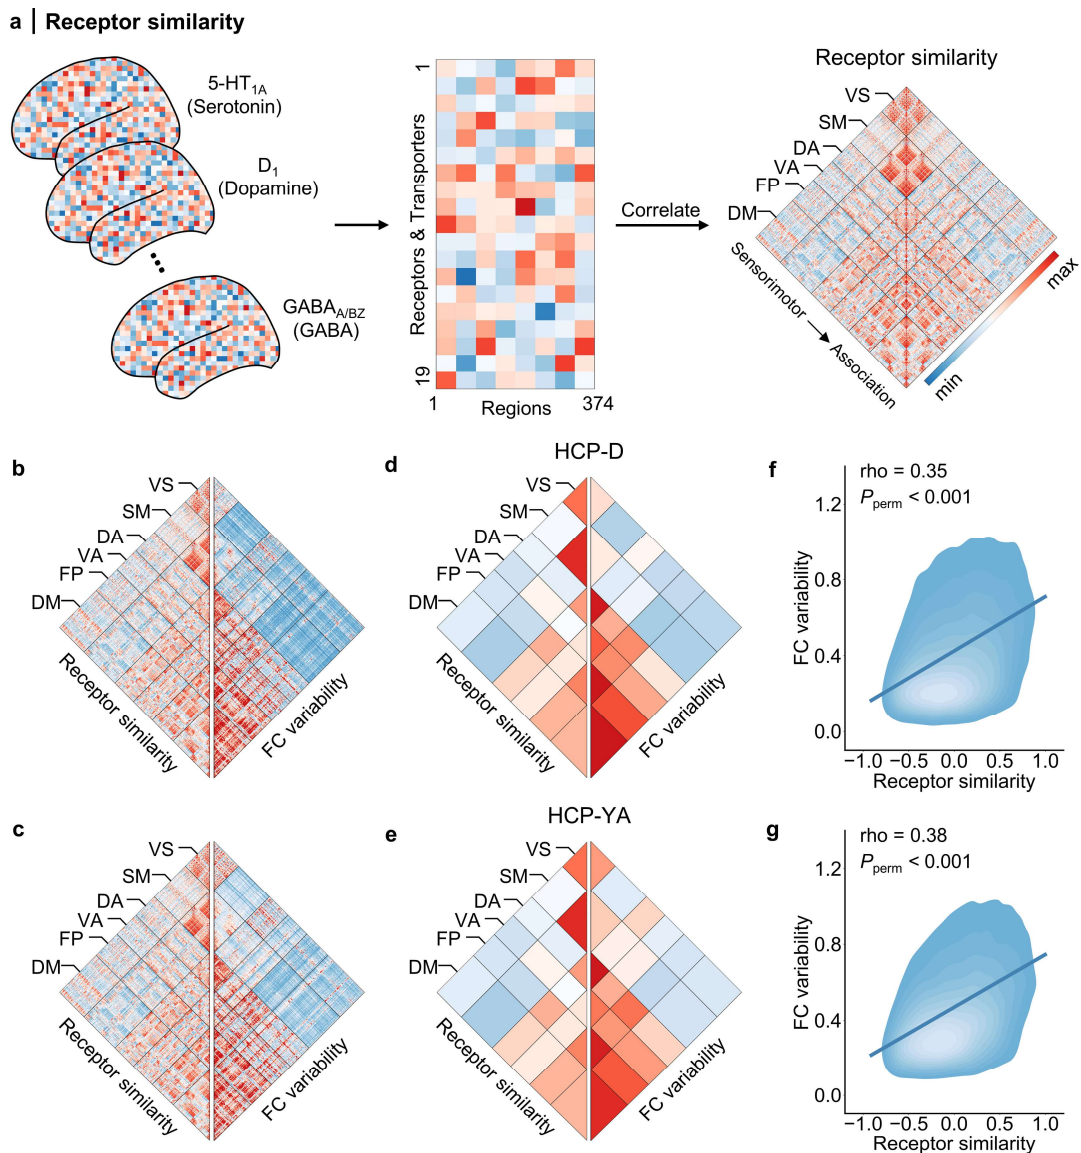 a | Receptor similarity
5-HT1A
(Serotonin)
D1
(Dopamine)
GABAA/BZ
(GABA)
1
Receptors & Transporters
19
1
Regions
374
Correlate
Receptor similarity
VS
SM
DA
VA
FP
DM
Sensorimotor
Association
min
max
b
VS
SM
DA
VA
FP
DM
Receptor similarity
FC variability
d
HCP-D
VS
SM
DA
VA
FP
DM
Receptor similarity
FC variability
f
rho = 0.35
Pperm < 0.001
FC variability
1.2
0.8
0.4
0.0
−1.0 −0.5 0.0 0.5 1.0
Receptor similarity
c
VS
SM
DA
VA
FP
DM
Receptor similarity
FC variability
e
HCP-YA
VS
SM
DA
VA
FP
DM
Receptor similarity
FC variability
g
rho = 0.38
Pperm < 0.001
FC variability
1.2
0.8
0.4
0.0
−1.0 −0.5 0.0 0.5 1.0
Receptor similarity